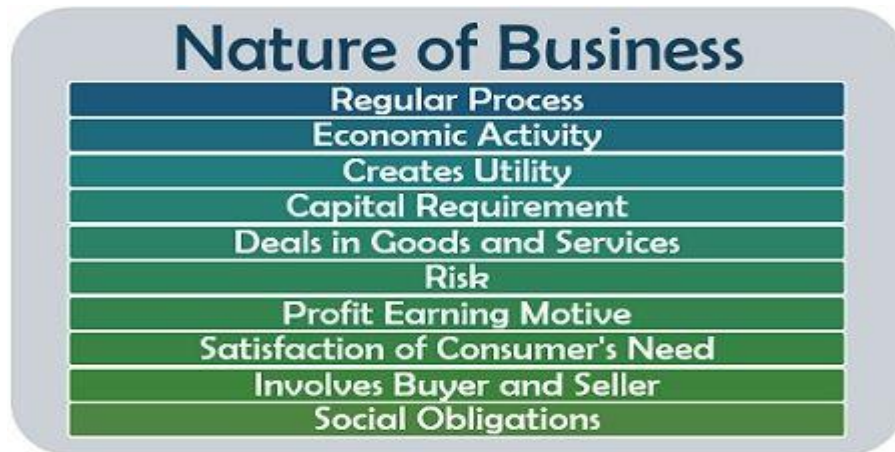 Nature of Business
Regular Process
Economic Activity
Creates Utility
Capital Requirement
Deals in Goods and Services
Risk
Profit Earning Motive
Satisfaction of Consumer's Need
Involves Buyer and Seller
Social Obligations